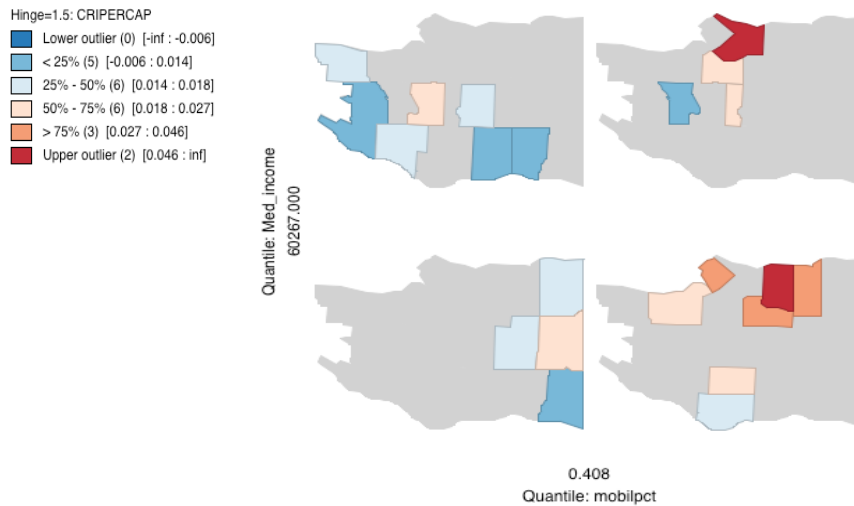 Hinge=1.5: CRIPERCAP
Lower outlier (0) [-inf : -0.006]
< 25% (5) [-0.006 : 0.014]
25% - 50% (6) [0.014 : 0.018]
50% - 75% (6) [0.018 : 0.027]
> 75% (3) [0.027 : 0.046]
Upper outlier (2) [0.046 : inf]
Quantile: Med_income
60267.000
0.408
Quantile: mobilpct